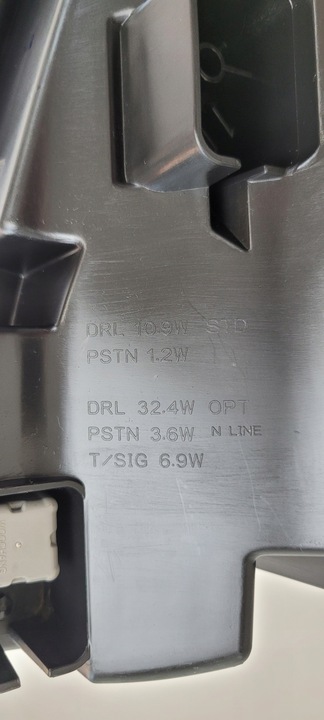 DRL 10.9W STD
PSTN 1.2W
DRL 32.4W OPT
PSTN 3.6W N LINE
T/SIG 6.9W